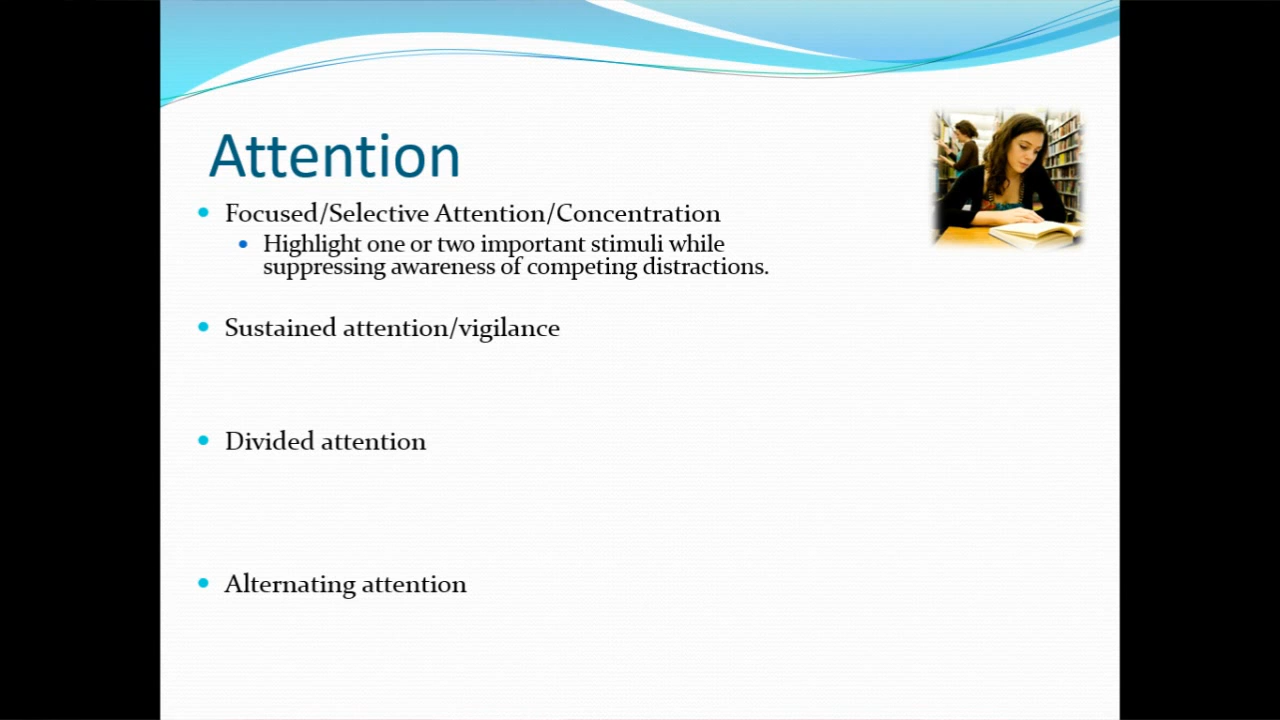 Attention
Focused/Selective Attention/Concentration
Highlight one or two important stimuli while
suppressing awareness of competing distractions.
Sustained attention/vigilance
Divided attention
Alternating attention